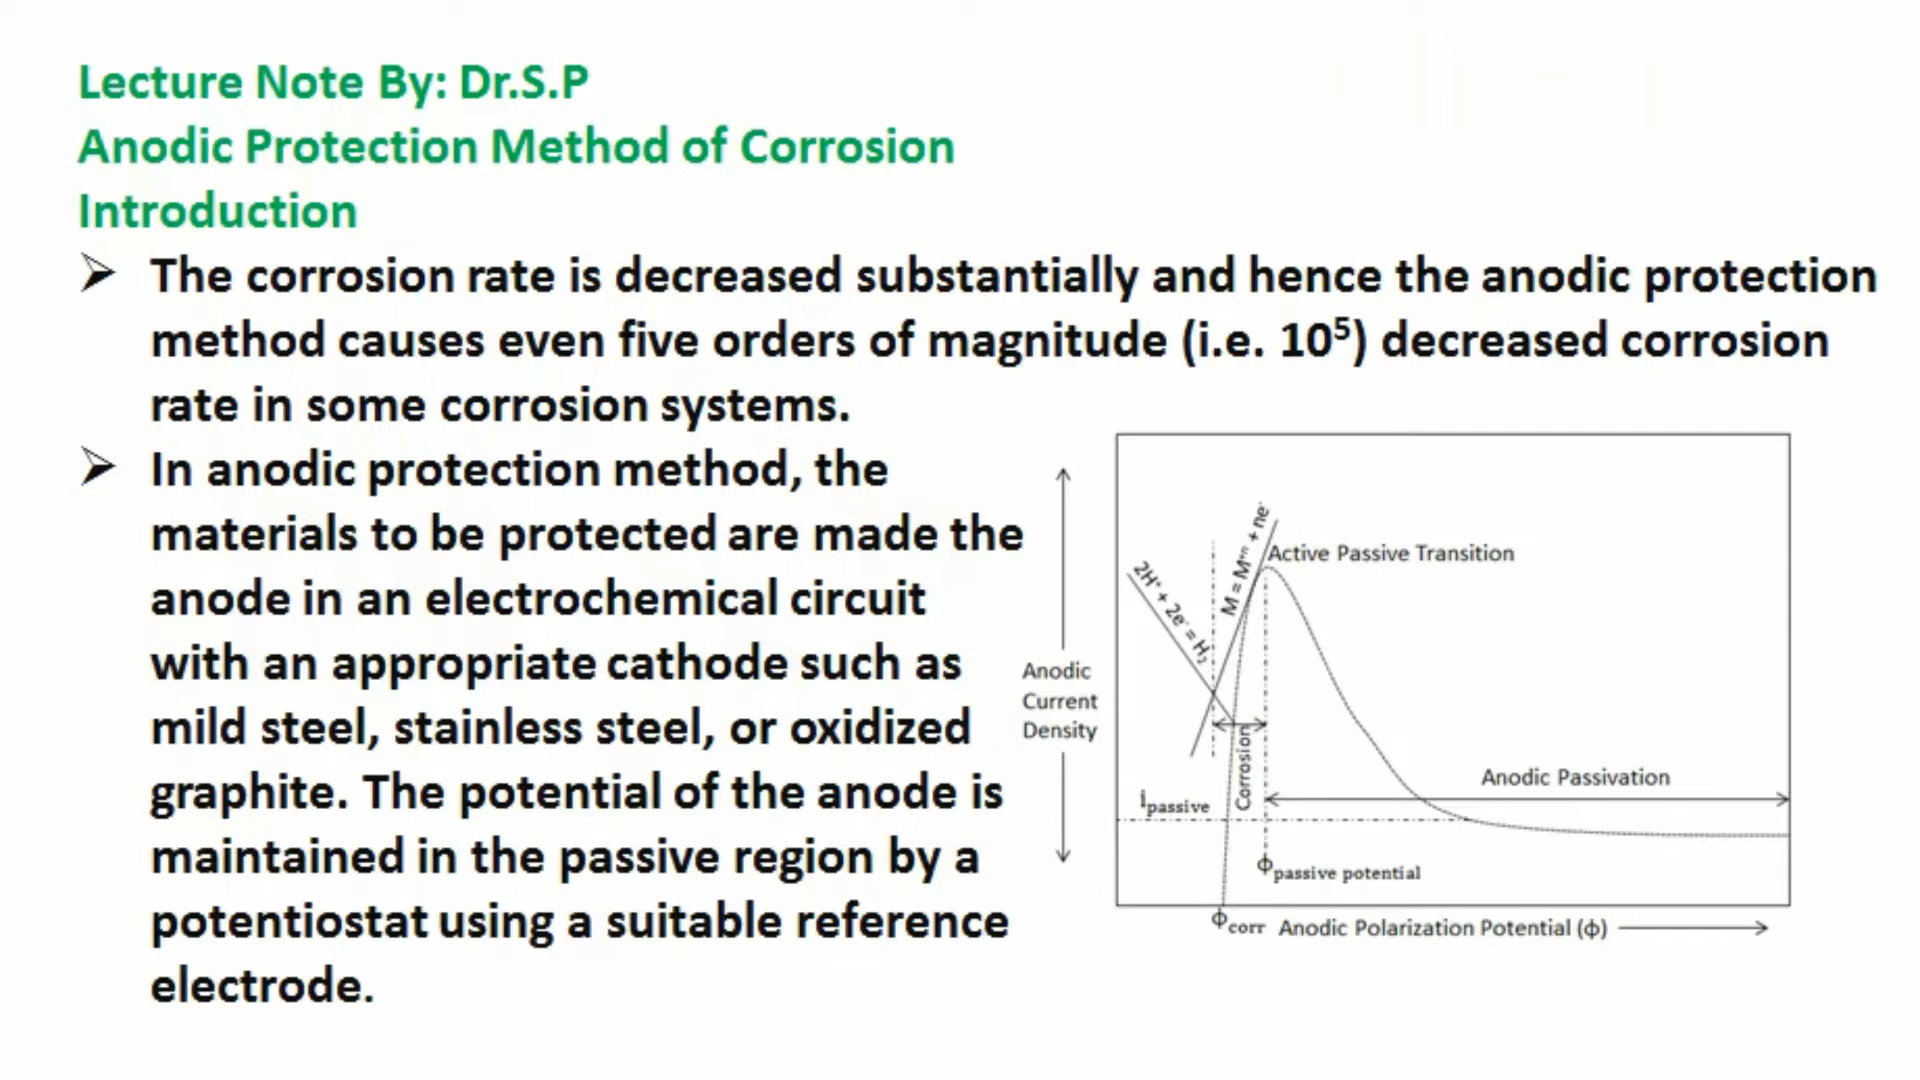 Lecture Note By: Dr.S.P
Anodic Protection Method of Corrosion
Introduction
➢ The corrosion rate is decreased substantially and hence the anodic protection
method causes even five orders of magnitude (i.e. 10⁵) decreased corrosion
rate in some corrosion systems.
➢ In anodic protection method, the
materials to be protected are made the
anode in an electrochemical circuit
with an appropriate cathode such as
mild steel, stainless steel, or oxidized
graphite. The potential of the anode is
maintained in the passive region by a
potentiostat using a suitable reference
electrode.
Anodic
Current
Density
2H⁺ + 2e⁻ = H₂
M = M⁺ⁿ + ne⁻
Active Passive Transition
Corrosion
Anodic Passivation
i passive
ϕ passive potential
ϕ corr
Anodic Polarization Potential (ϕ)